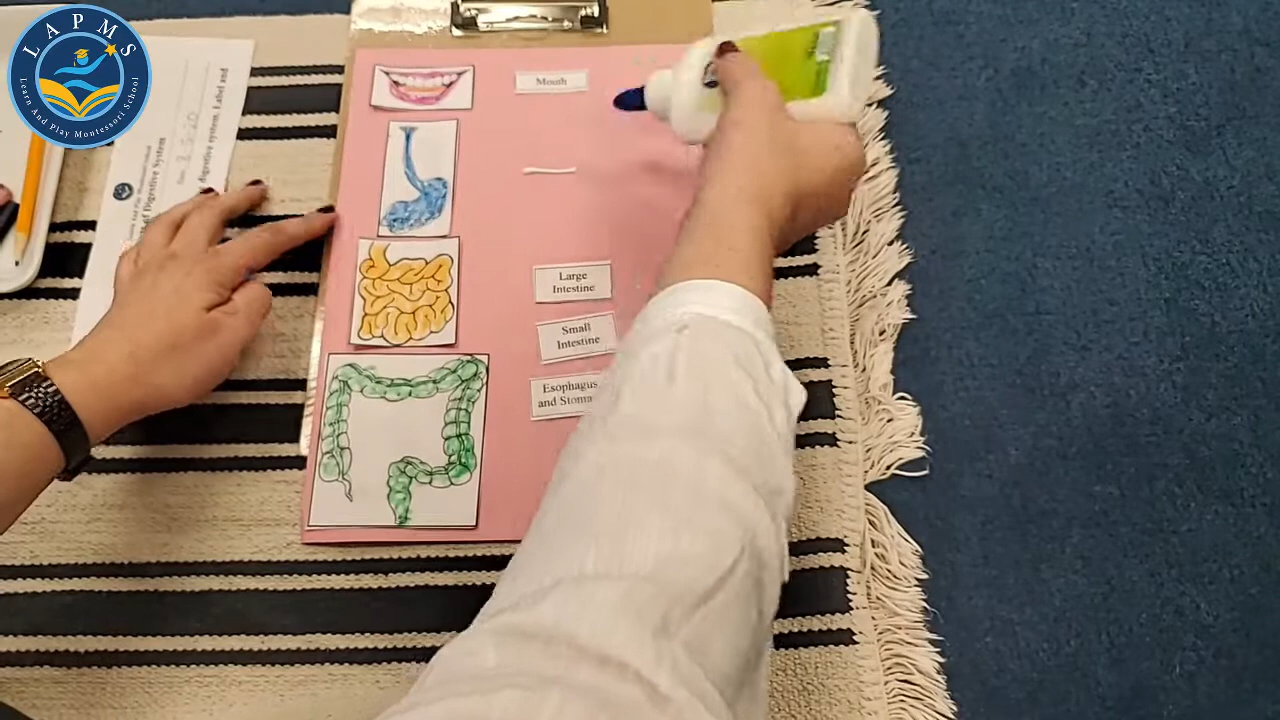 LAPMS
Learn And Play Montessori School
of Digestive System
digestive system. Label and
Mouth
Large
Intestine
Small
Intestine
Esophagus
and